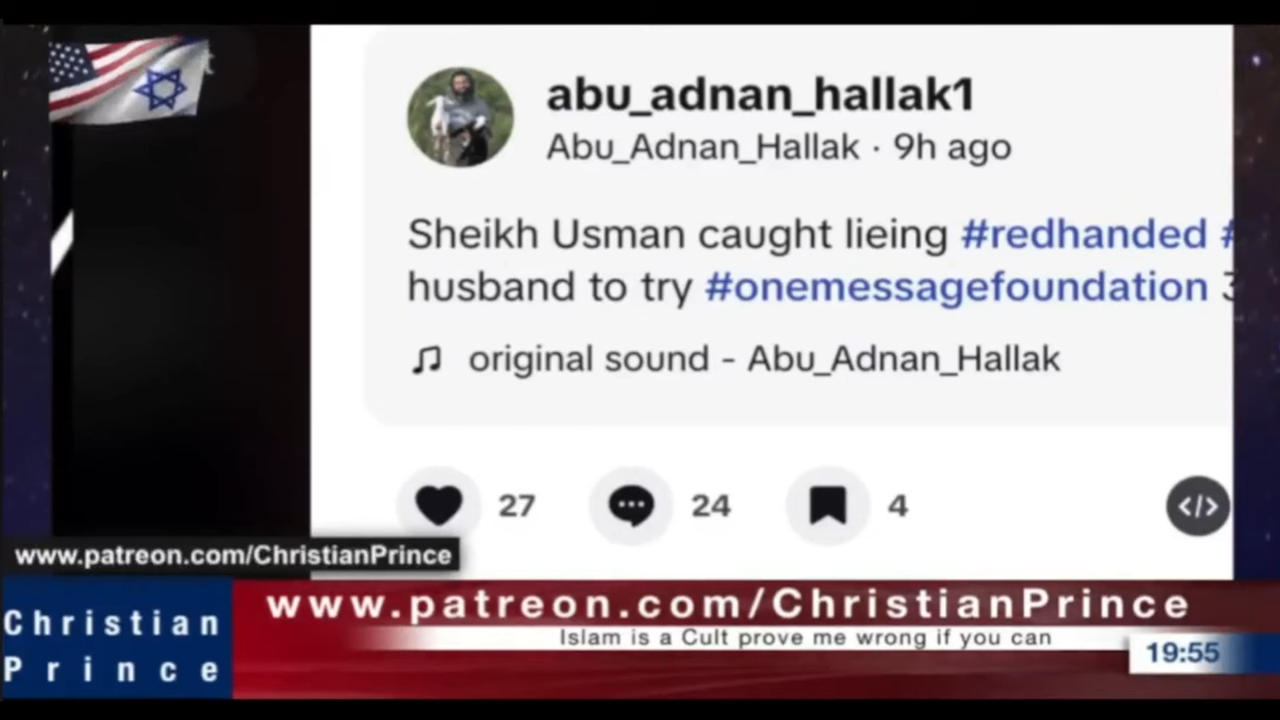 abu_adnan_hallak1
Abu_Adnan_Hallak · 9h ago
Sheikh Usman caught lieing #redhanded #
husband to try #onemessagefoundation
original sound - Abu_Adnan_Hallak
27 24 4
</>
www.patreon.com/ChristianPrince
Christian
Prince
www.patreon.com/ChristianPrince
Islam is a Cult prove me wrong if you can
19:55